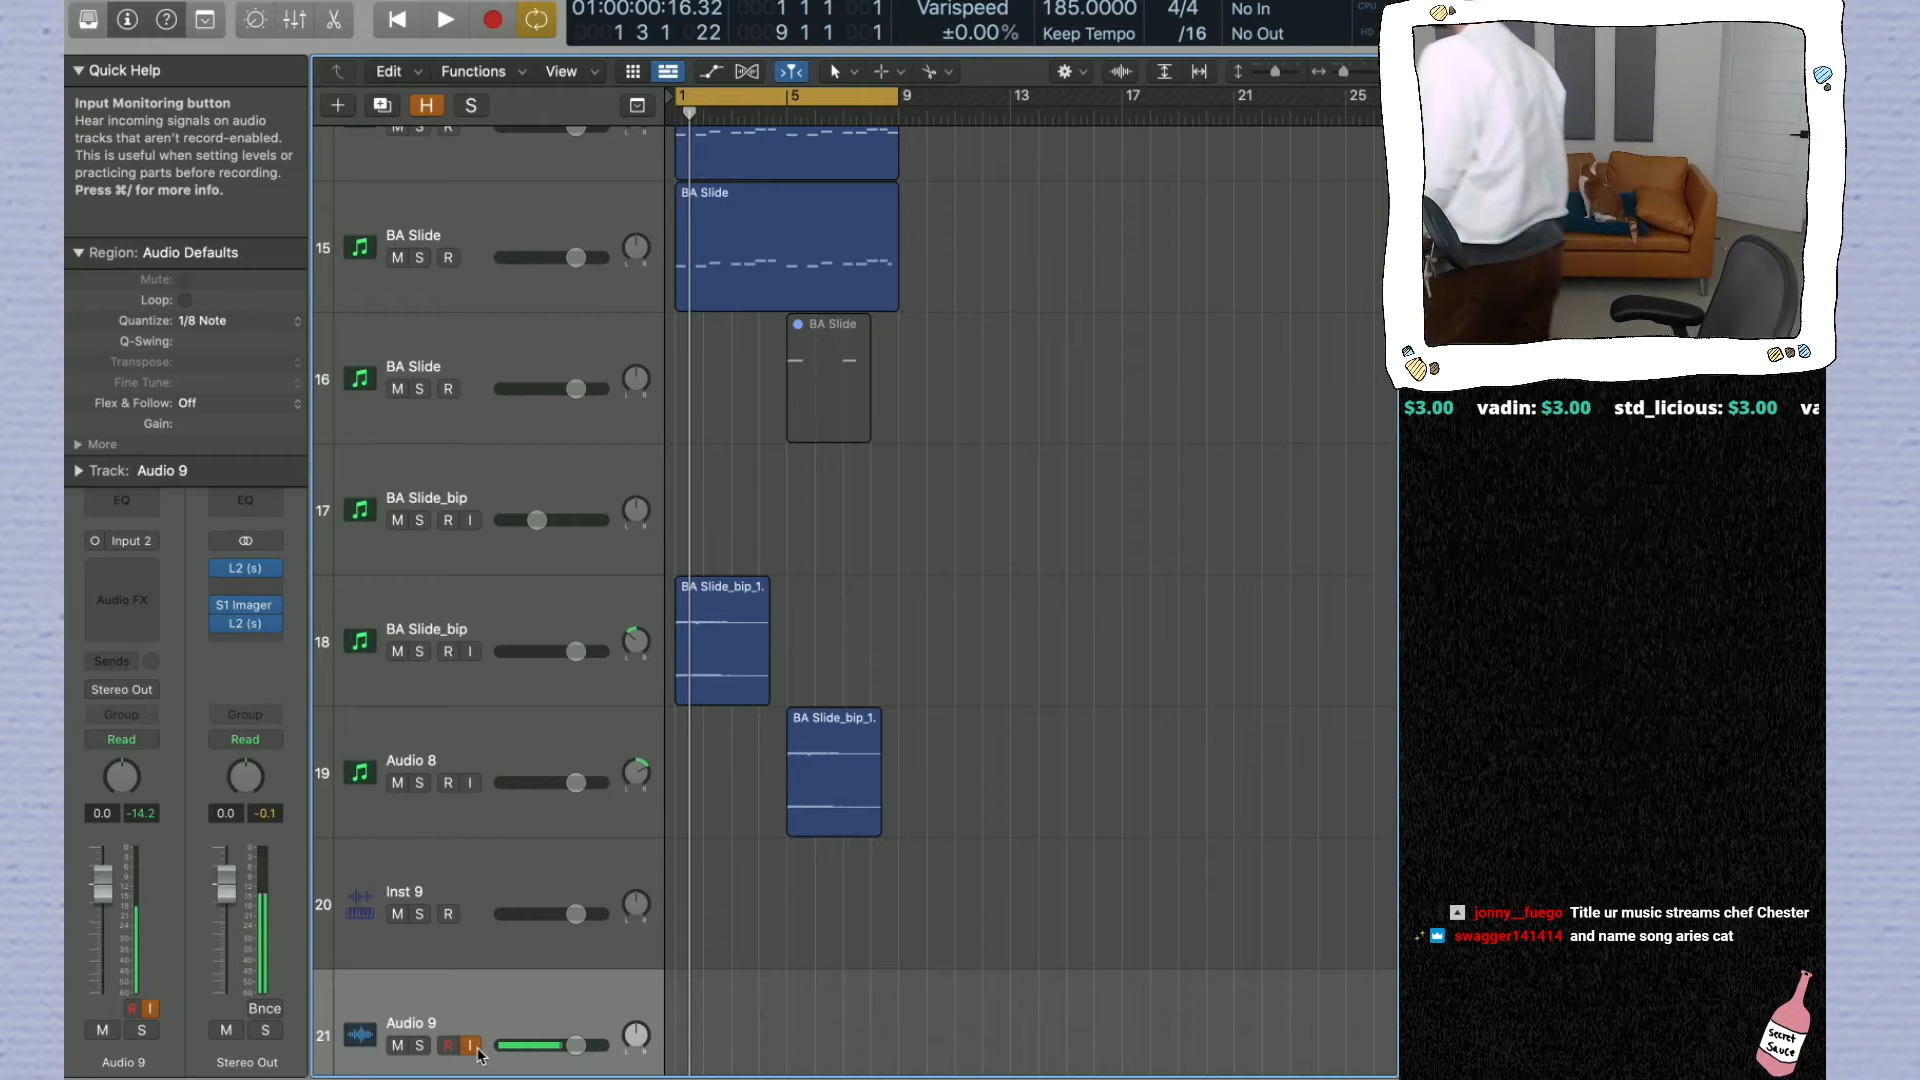 01:00:00:00:16.32
1 3 1 22
1 1 1 1
9 1 1 1
Varispeed
±0.00%
185.0000
Keep Tempo
4/4
/16
No In
No Out
CPU
HD
Quick Help
Input Monitoring button
Hear incoming signals on audio
tracks that aren't record-enabled.
This is useful when setting levels or
practicing parts before recording.
Press ⌘/ for more info.
Region: Audio Defaults
Mute:
Loop:
Quantize: 1/8 Note
Q-Swing:
Transpose:
Fine Tune:
Flex & Follow: Off
Gain:
More
Track: Audio 9
EQ
EQ
Input 2
L2 (s)
Audio FX
S1 Imager
L2 (s)
Sends
Stereo Out
Group
Group
Read
Read
0.0 -14.2
0.0 -0.1
R I
Bnce
M S
M S
Audio 9
Stereo Out
Edit
Functions
View
H S
1 5 9 13 17 21 25
M S R
BA Slide
15
BA Slide
M S R
L R
BA Slide
16
BA Slide
M S R
L R
17
BA Slide_bip
M S R I
L R
BA Slide_bip_1.
18
BA Slide_bip
M S R I
L R
BA Slide_bip_1.
19
Audio 8
M S R I
L R
20
Inst 9
M S R
L R
21
Audio 9
M S R I
L R
$3.00 vadin: $3.00 std_licious: $3.00 va
jonny__fuego Title ur music streams chef Chester
swagger141414 and name song aries cat
Secret
Sauce